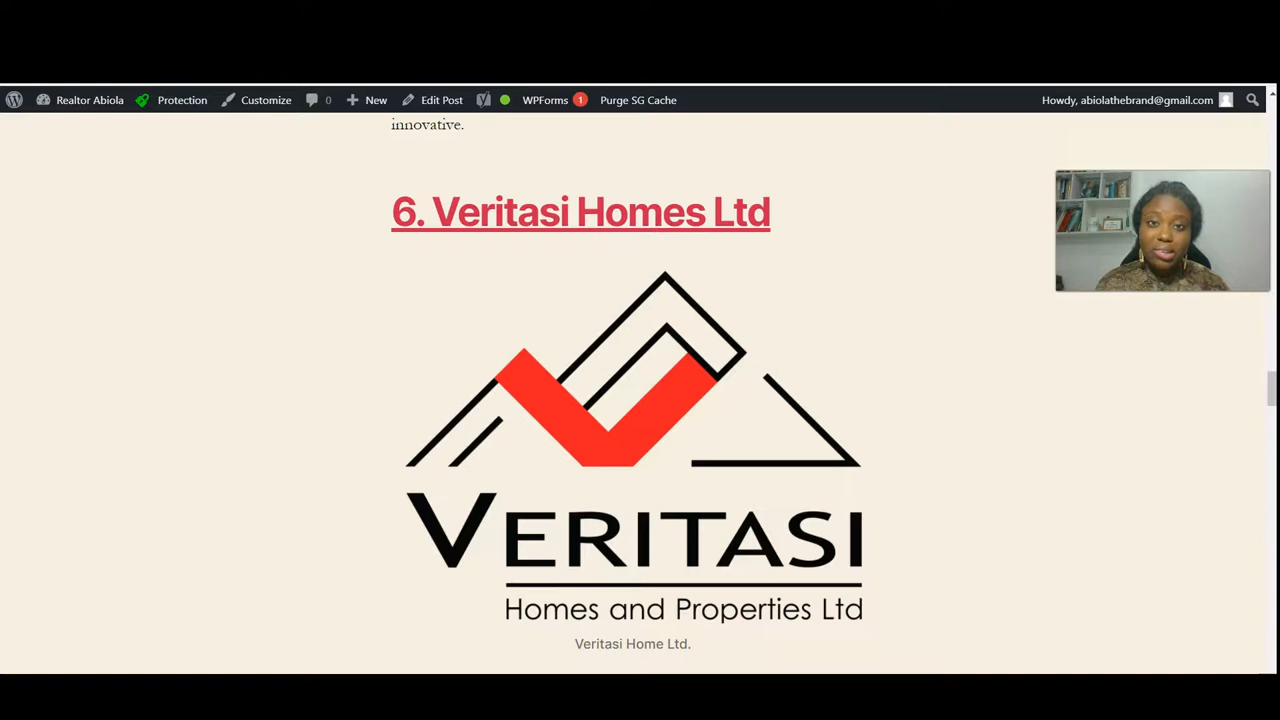 Realtor Abiola Protection Customize 0 New Edit Post WPForms 1 Purge SG Cache Howdy, abiolathebrand@gmail.com
innovative.
6. Veritasi Homes Ltd
VERITASI
Homes and Properties Ltd
Veritasi Home Ltd.